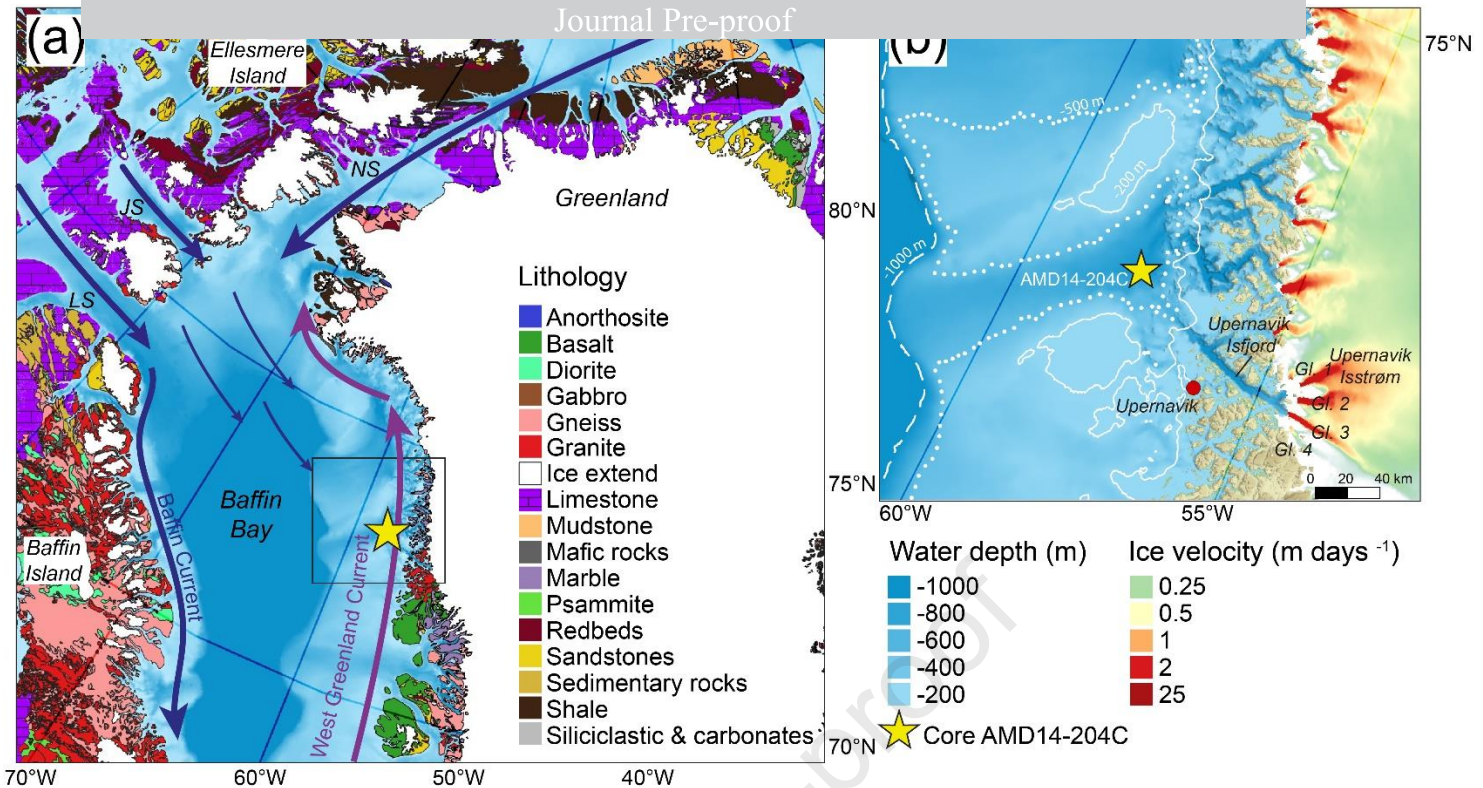 Journal Pre-proof
(a)
Ellesmere
Island
NS
JS
LS
Greenland
Baffin
Bay
Baffin
Island
Baffin Current
West Greenland Current
Lithology
Anorthosite
Basalt
Diorite
Gabbro
Gneiss
Granite
Ice extend
Limestone
Mudstone
Mafic rocks
Marble
Psammite
Redbeds
Sandstones
Sedimentary rocks
Shale
Siliciclastic & carbonates
80°N
75°N
70°N
70°W
60°W
50°W
40°W
(b)
75°N
-500 m
-200 m
-1000 m
AMD14-204C
Upernavik
Isfjord
Upernavik
Isstrøm
Gl. 1
Gl. 2
Gl. 3
Gl. 4
Upernavik
0 20 40 km
60°W
55°W
Water depth (m)
-1000
-800
-600
-400
-200
Ice velocity (m days -1)
0.25
0.5
1
2
25
Core AMD14-204C
proof